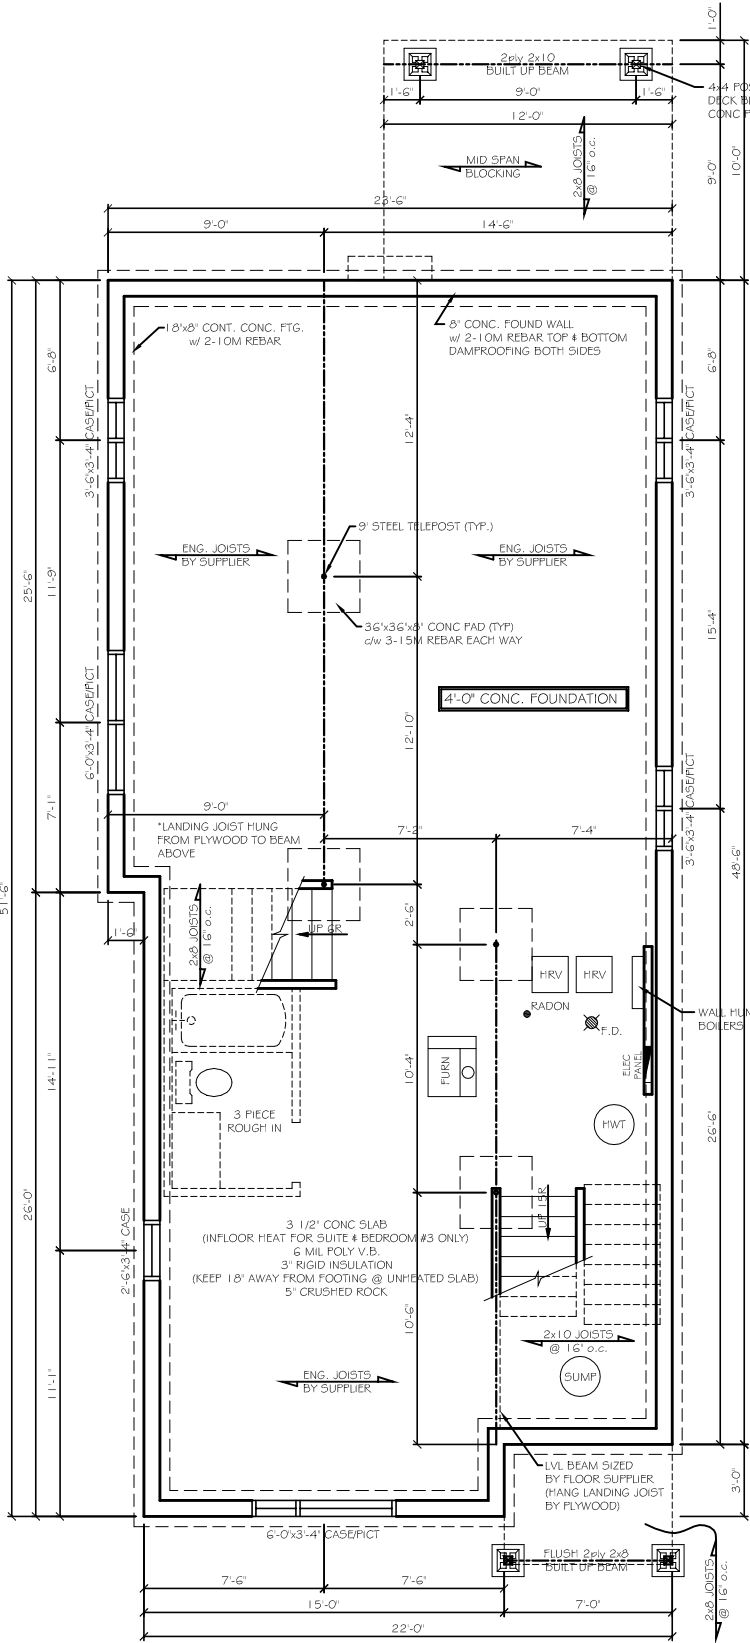 1'-0"
2ply 2x10
BUILT UP BEAM
4x4
DECK
CONC
1'-6"
9'-0"
1'-6"
12'-0"
MID SPAN
BLOCKING
2x8 JOISTS
@ 16" o.c.
9'-0"
10'-0"
23'-6"
9'-0"
14'-6"
18"x8" CONT. CONC. FTG.
w/ 2-10M REBAR
8" CONC. FOUND WALL
w/ 2-10M REBAR TOP & BOTTOM
DAMPROOFING BOTH SIDES
6'-8"
6'-8"
3'-6"x3'-4" CASE/PICT
3'-6"x3'-4" CASE/PICT
12'-4"
9' STEEL TELEPOST (TYP.)
ENG. JOISTS
BY SUPPLIER
ENG. JOISTS
BY SUPPLIER
25'-6"
11'-9"
15'-4"
36"x36"x8" CONC PAD (TYP)
c/w 3-15M REBAR EACH WAY
4'-0" CONC. FOUNDATION
6'-0"x3'-4" CASE/PICT
12'-10"
3'-6"x3'-4" CASE/PICT
7'-1"
9'-0"
*LANDING JOIST HUNG
FROM PLYWOOD TO BEAM
ABOVE
7'-2"
7'-4"
48'-6"
51'-6"
1'-6"
2x8 JOISTS
@ 16" o.c.
UP 6R
2'-6"
HRV
HRV
RADON
F.D.
WALL HUN
BOILERS
ELEC
PANEL
FURN
10'-4"
14'-11"
26'-6"
HWT
3 PIECE
ROUGH IN
26'-0"
2'-6"x3'-4" CASE
3 1/2" CONC SLAB
(INFLOOR HEAT FOR SUITE & BEDROOM #3 ONLY)
6 MIL POLY V.B.
3" RIGID INSULATION
(KEEP 18" AWAY FROM FOOTING @ UNHEATED SLAB)
5" CRUSHED ROCK
UP 15R
10'-6"
2x10 JOISTS
@ 16" o.c.
SUMP
ENG. JOISTS
BY SUPPLIER
11'-1"
LVL BEAM SIZED
BY FLOOR SUPPLIER
(HANG LANDING JOIST
BY PLYWOOD)
3'-0"
6'-0"x3'-4" CASE/PICT
FLUSH 2ply 2x8
BUILT UP BEAM
2x8 JOISTS
@ 16" o.c.
7'-6"
7'-6"
15'-0"
7'-0"
22'-0"